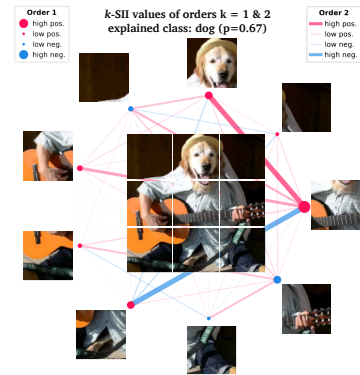 Order 1
high pos.
low pos.
low neg.
high neg.
k-SII values of orders k = 1 & 2
explained class: dog (p=0.67)
Order 2
high pos.
low pos.
low neg.
high neg.